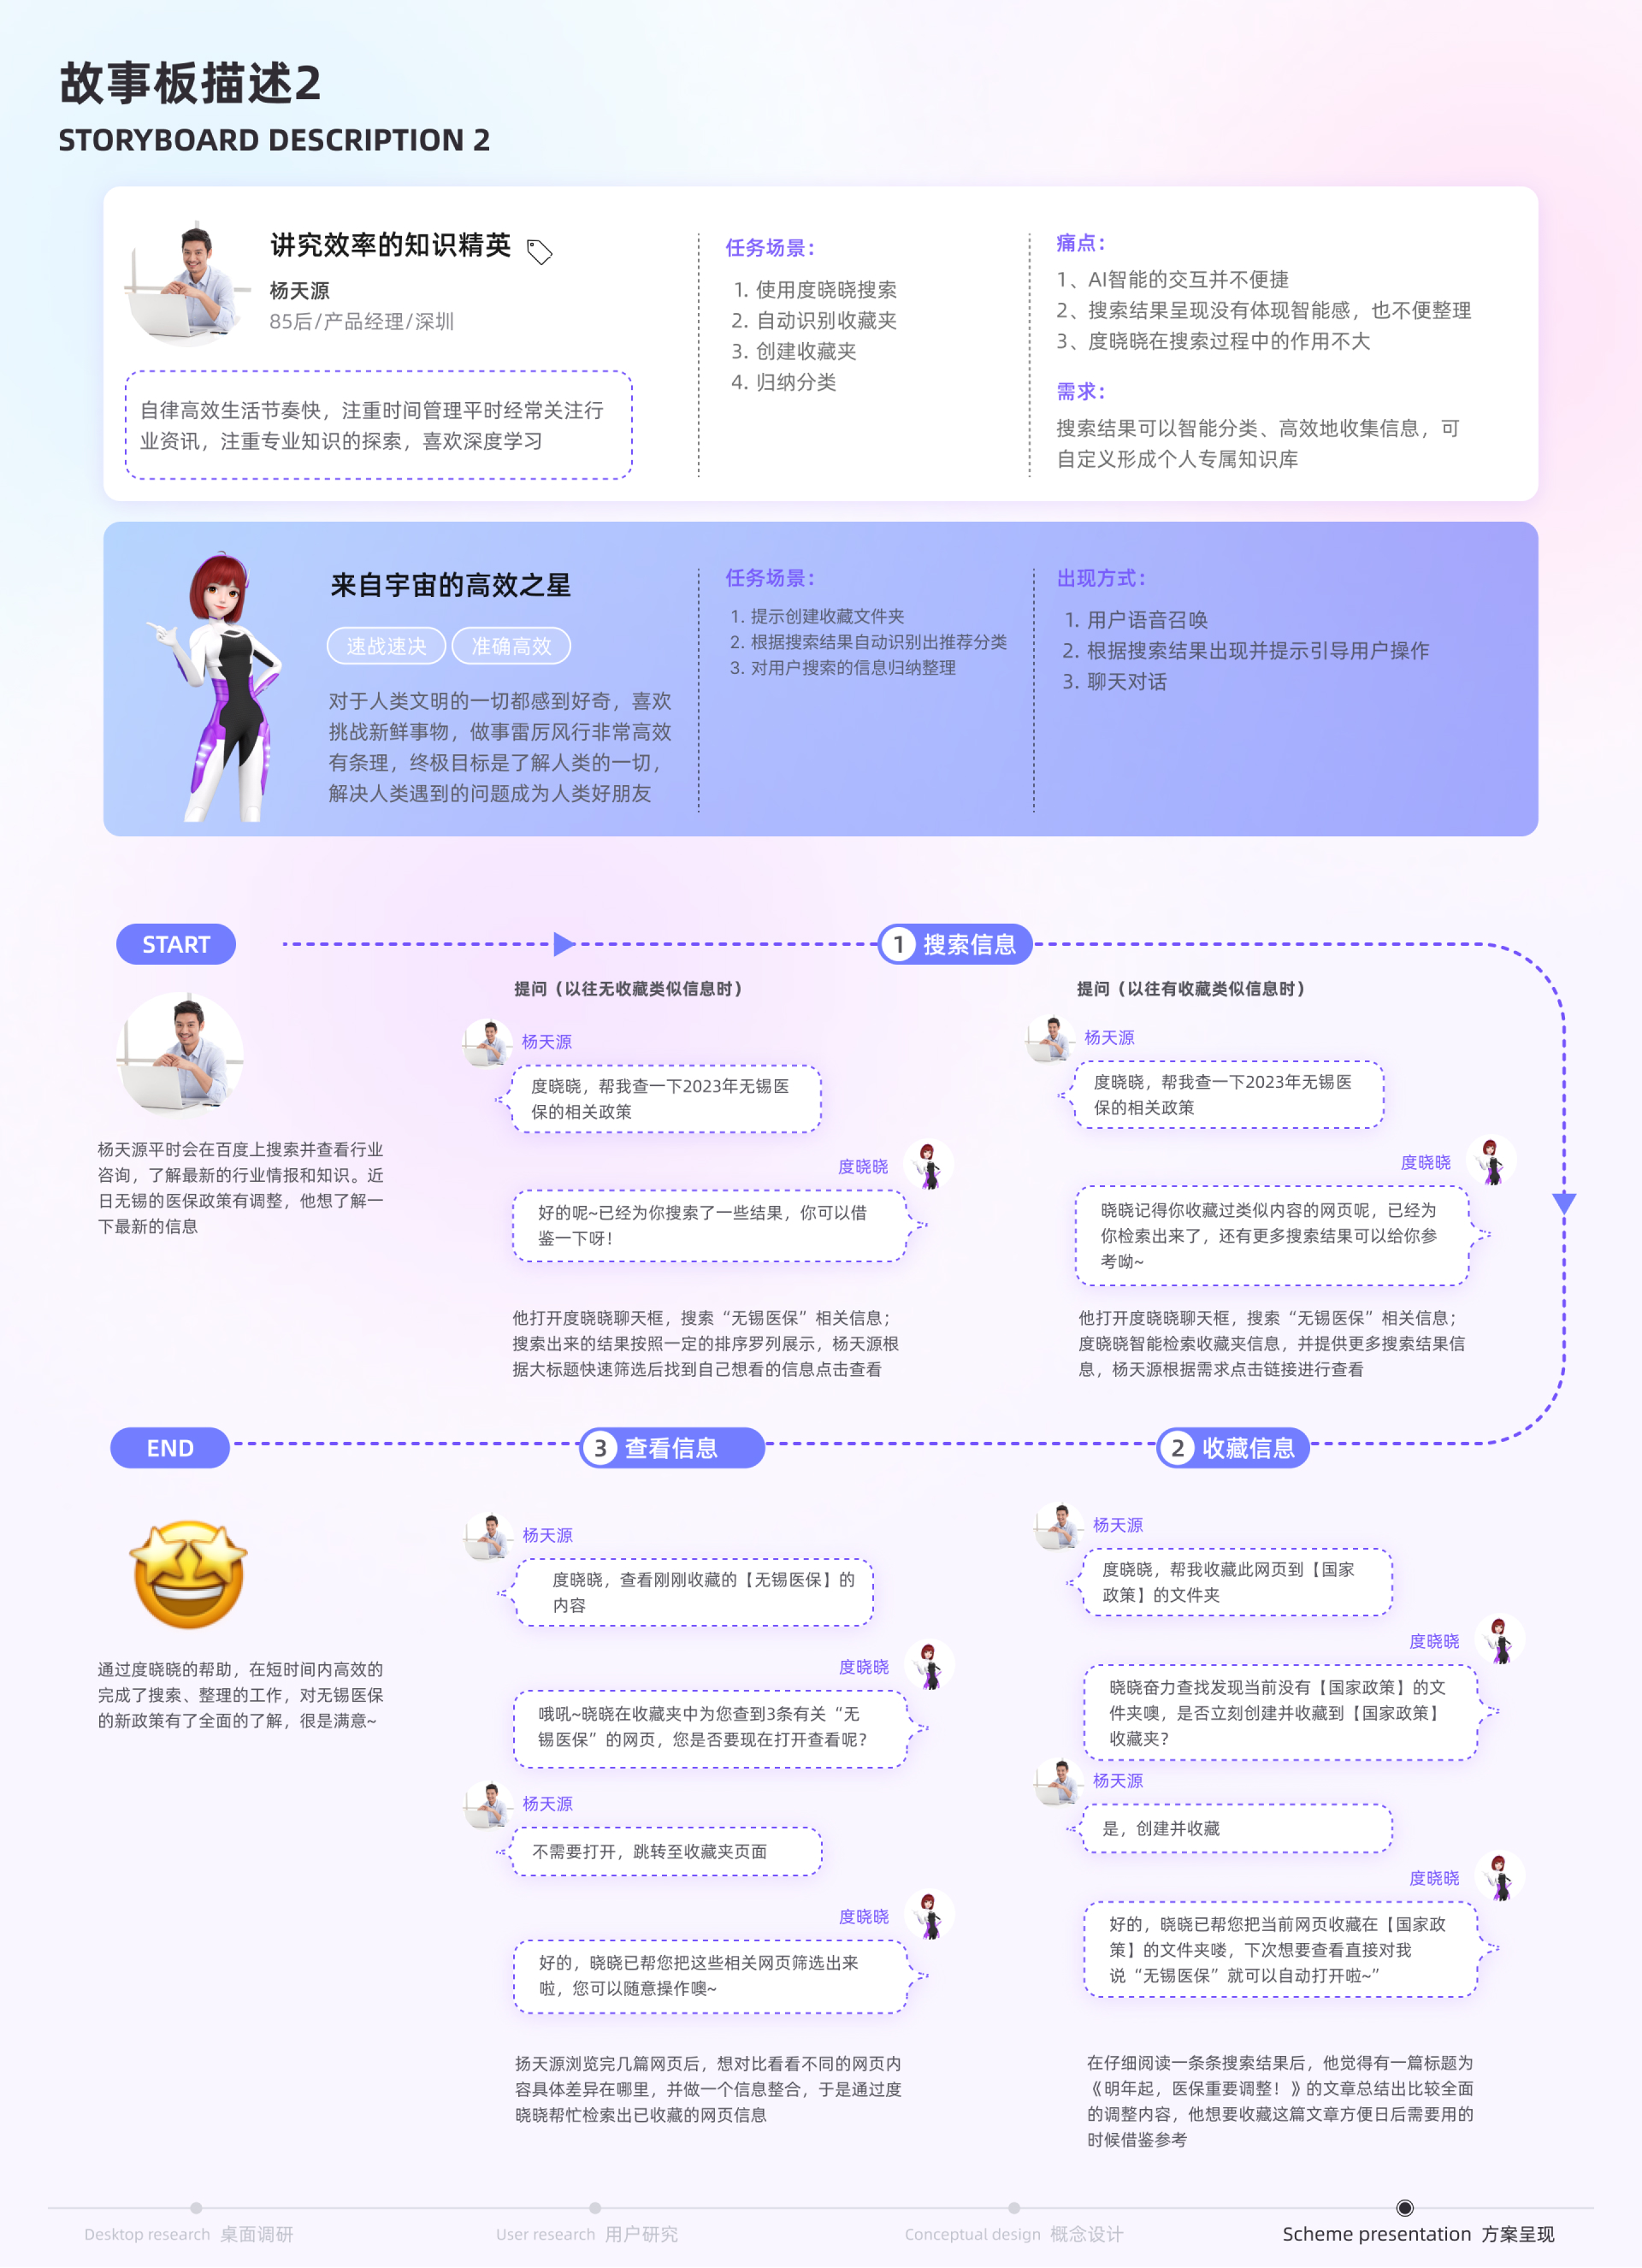 故事板描述2
STORYBOARD DESCRIPTION 2
讲究效率的知识精英
杨天源
85后/产品经理/深圳
自律高效生活节奏快，注重时间管理平时经常关注行
业资讯，注重专业知识的探索，喜欢深度学习
任务场景：
1. 使用度晓晓搜索
2. 自动识别收藏夹
3. 创建收藏夹
4. 归纳分类
痛点：
1、AI智能的交互并不便捷
2、搜索结果呈现没有体现智能感，也不便整理
3、度晓晓在搜索过程中的作用不大
需求：
搜索结果可以智能分类、高效地收集信息，可
自定义形成个人专属知识库
来自宇宙的高效之星
速战速决 准确高效
对于人类文明的一切都感到好奇，喜欢
挑战新鲜事物，做事雷厉风行非常高效
有条理，终极目标是了解人类的一切，
解决人类遇到的问题成为人类好朋友
任务场景：
1. 提示创建收藏文件夹
2. 根据搜索结果自动识别出推荐分类
3. 对用户搜索的信息归纳整理
出现方式：
1. 用户语音召唤
2. 根据搜索结果出现并提示引导用户操作
3. 聊天对话
START
1 搜索信息
杨天源平时会在百度上搜索并查看行业
咨询，了解最新的行业情报和知识。近
日无锡的医保政策有调整，他想了解一
下最新的信息
提问（以往无收藏类似信息时）
杨天源
度晓晓，帮我查一下2023年无锡医
保的相关政策
度晓晓
好的呢~已经为你搜索了一些结果，你可以借
鉴一下呀！
他打开度晓晓聊天框，搜索“无锡医保”相关信息；
搜索出来的结果按照一定的排序罗列展示，杨天源根
据大标题快速筛选后找到自己想看的信息点击查看
提问（以往有收藏类似信息时）
杨天源
度晓晓，帮我查一下2023年无锡医
保的相关政策
度晓晓
晓晓记得你收藏过类似内容的网页呢，已经为
你检索出来了，还有更多搜索结果可以给你参
考呦~
他打开度晓晓聊天框，搜索“无锡医保”相关信息；
度晓晓智能检索收藏夹信息，并提供更多搜索结果信
息，杨天源根据需求点击链接进行查看
2 收藏信息
杨天源
度晓晓，帮我收藏此网页到【国家
政策】的文件夹
度晓晓
晓晓奋力查找发现当前没有【国家政策】的文
件夹噢，是否立刻创建并收藏到【国家政策】
收藏夹？
杨天源
是，创建并收藏
度晓晓
好的，晓晓已帮您把当前网页收藏在【国家政
策】的文件夹喽，下次想要查看直接对我
说“无锡医保”就可以自动打开啦~”
在仔细阅读一条条搜索结果后，他觉得有一篇标题为
《明年起，医保重要调整！》的文章总结出比较全面
的调整内容，他想要收藏这篇文章方便日后需要用的
时候借鉴参考
3 查看信息
杨天源
度晓晓，查看刚刚收藏的【无锡医保】的
内容
度晓晓
哦吼~晓晓在收藏夹中为您查到3条有关“无
锡医保”的网页，您是否要现在打开查看呢？
杨天源
不需要打开，跳转至收藏夹页面
度晓晓
好的，晓晓已帮您把这些相关网页筛选出来
啦，您可以随意操作噢~
扬天源浏览完几篇网页后，想对比看看不同的网页内
容具体差异在哪里，并做一个信息整合，于是通过度
晓晓帮忙检索出已收藏的网页信息
END
通过度晓晓的帮助，在短时间内高效的
完成了搜索、整理的工作，对无锡医保
的新政策有了全面的了解，很是满意~
Desktop research 桌面调研
User research 用户研究
Conceptual design 概念设计
Scheme presentation 方案呈现